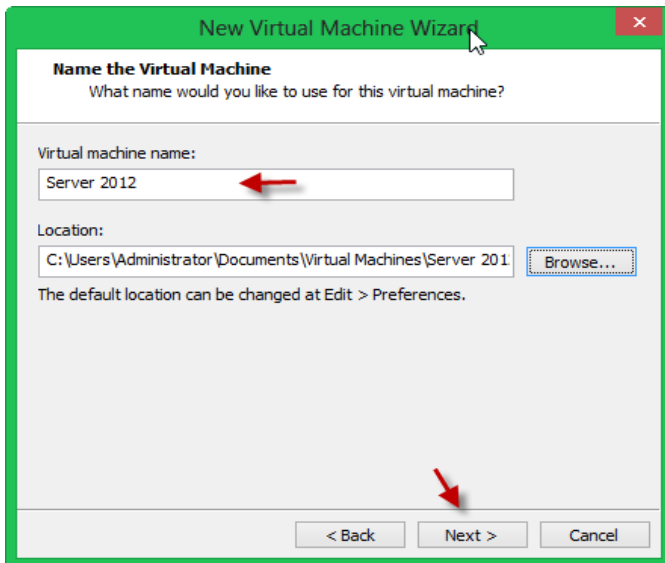 New Virtual Machine Wizard
Name the Virtual Machine
What name would you like to use for this virtual machine?
Virtual machine name:
Server 2012
Location:
C:\Users\Administrator\Documents\Virtual Machines\Server 201
Browse...
The default location can be changed at Edit > Preferences.
< Back Next > Cancel